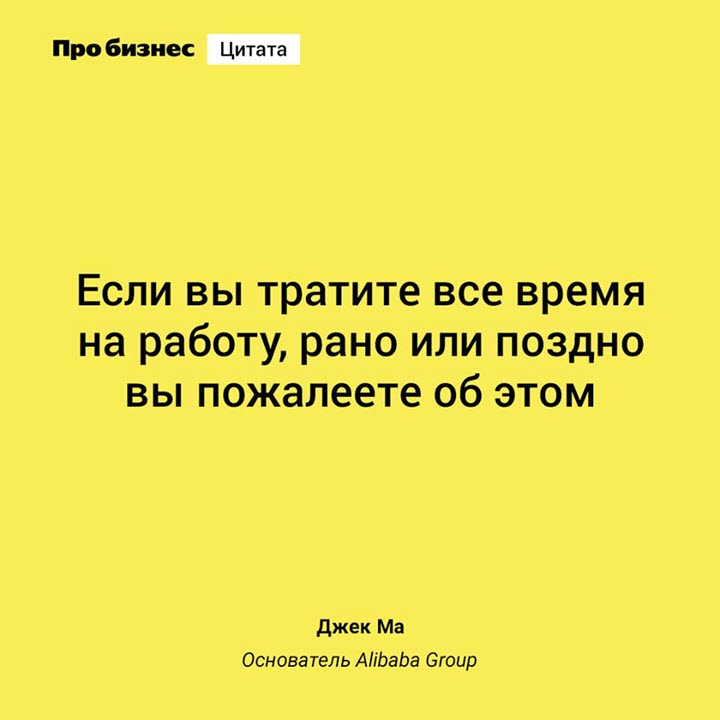 Про бизнес Цитата
Если вы тратите все время
на работу, рано или поздно
вы пожалеете об этом
Джек Ма
Основатель Alibaba Group